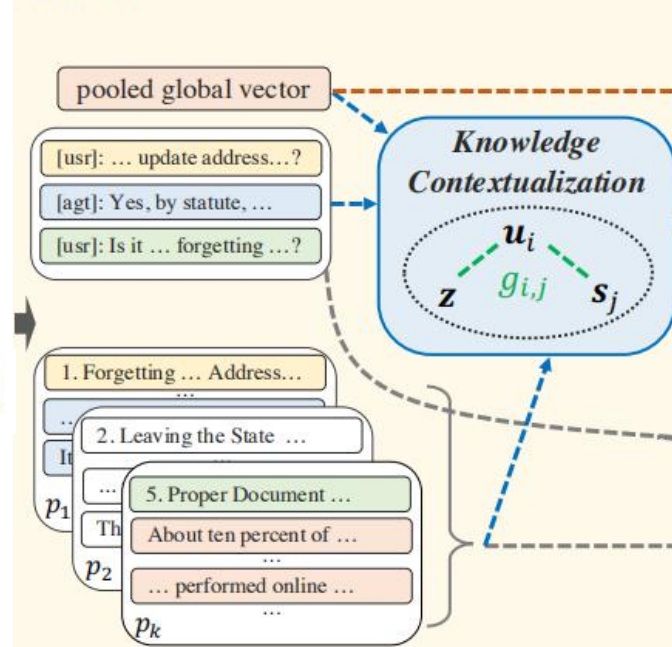 pooled global vector
[usr]: … update address…?
[agt]: Yes, by statute, …
[usr]: Is it … forgetting …?
Knowledge
Contextualization
u_i
z g_{i,j} s_j
1. Forgetting … Address…
…
…
It
p_1
2. Leaving the State …
…
Th
p_2
5. Proper Document …
About ten percent of …
…
… performed online …
…
p_k